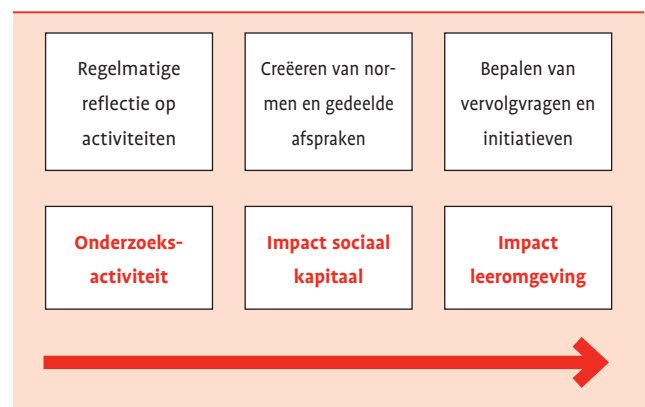 Regelmatige
reflectie op
activiteiten
Creëeren van nor-
men en gedeelde
afspraken
Bepalen van
vervolgvragen en
initiatieven
Onderzoeks-
activiteit
Impact sociaal
kapitaal
Impact
leeromgeving